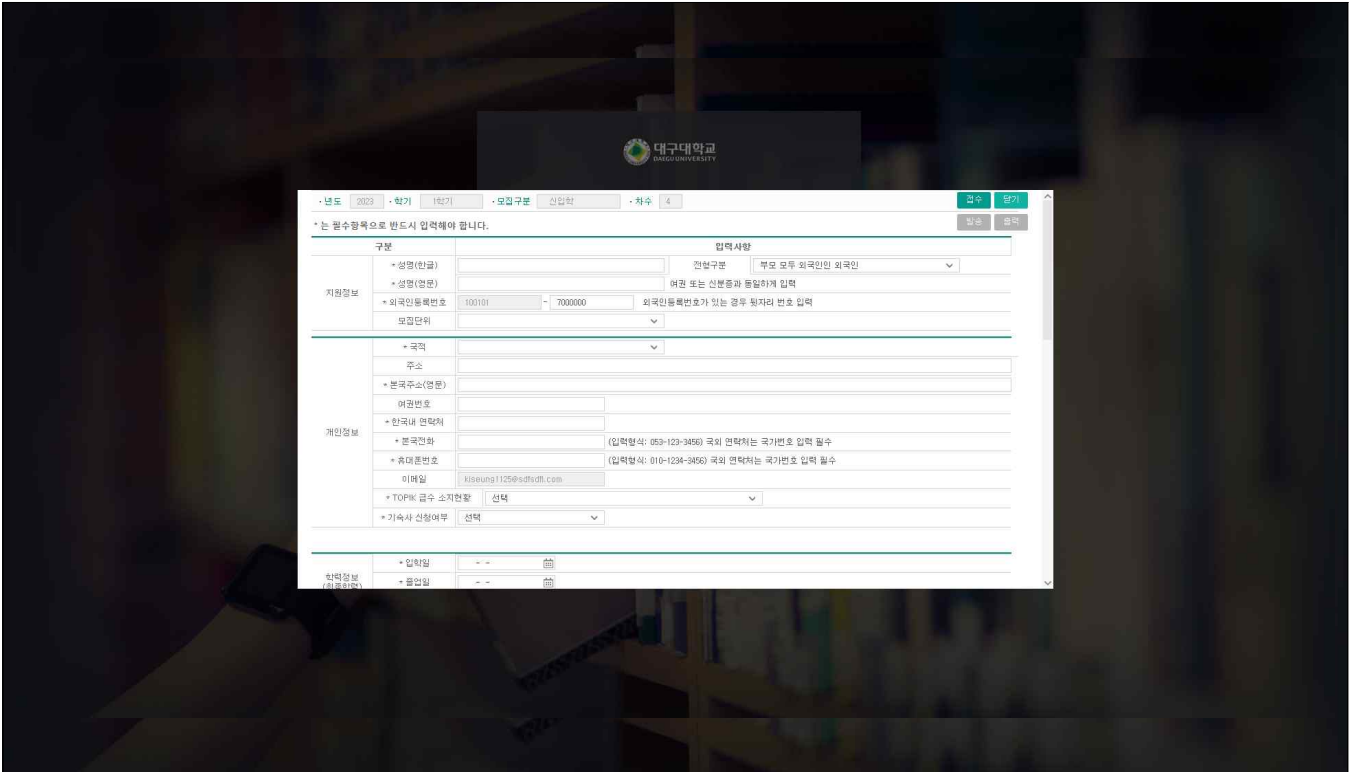 대구대학교
DAEGU UNIVERSITY
· 년도 2023 · 학기 1학기 · 모집구분 신입학 · 차수 4 접수 닫기
* 는 필수항목으로 반드시 입력해야 합니다. 발송 출력
구분 입력사항
지원정보
* 성명(한글) 전형구분 부모 모두 외국인인 외국인
* 성명(영문) 여권 또는 신분증과 동일하게 입력
* 외국인등록번호 100101 - 7000000 외국인등록번호가 있는 경우 뒷자리 번호 입력
모집단위
개인정보
* 국적
주소
* 본국주소(영문)
여권번호
* 한국내 연락처
* 본국전화 (입력형식: 053-123-3456) 국외 연락처는 국가번호 입력 필수
* 휴대폰번호 (입력형식: 010-1234-3456) 국외 연락처는 국가번호 입력 필수
이메일 kiseung1125@sdfsdfl.com
* TOPIK 급수 소지현황 선택
* 기숙사 신청여부 선택
학력정보
(최종학력)
* 입학일 - -
* 졸업일 - -